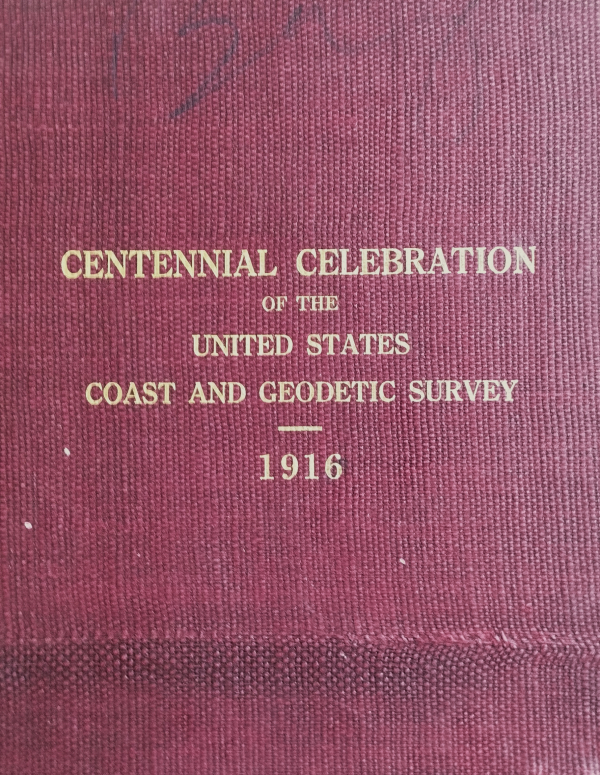 CENTENNIAL CELEBRATION
OF THE
UNITED STATES
COAST AND GEODETIC SURVEY
1916